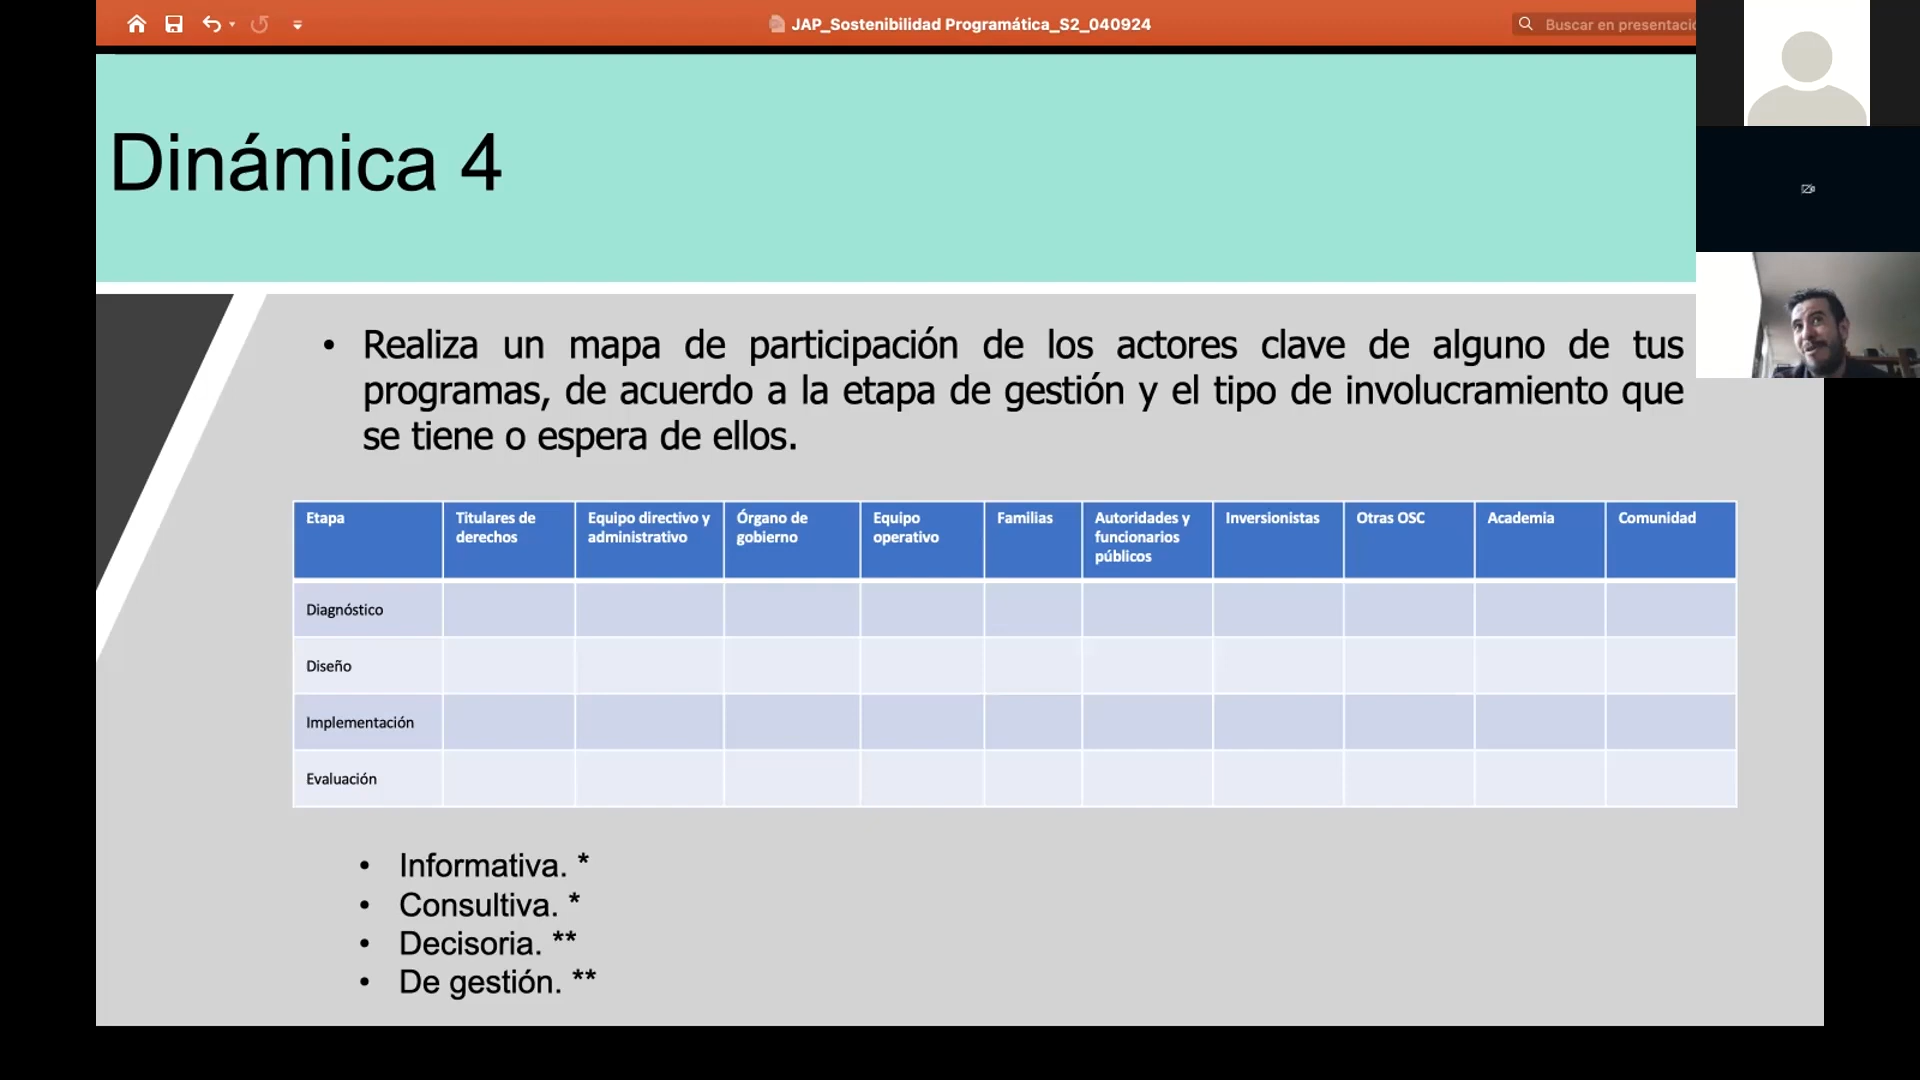 JAP_Sostenibilidad Programática_S2_040924
Buscar en presentació
Dinámica 4
• Realiza un mapa de participación de los actores clave de alguno de tus
programas, de acuerdo a la etapa de gestión y el tipo de involucramiento que
se tiene o espera de ellos.
Etapa
Titulares de
derechos
Equipo directivo y
administrativo
Órgano de
gobierno
Equipo
operativo
Familias
Autoridades y
funcionarios
públicos
Inversionistas
Otras OSC
Academia
Comunidad
Diagnóstico
Diseño
Implementación
Evaluación
• Informativa. *
• Consultiva. *
• Decisoria. **
• De gestión. **